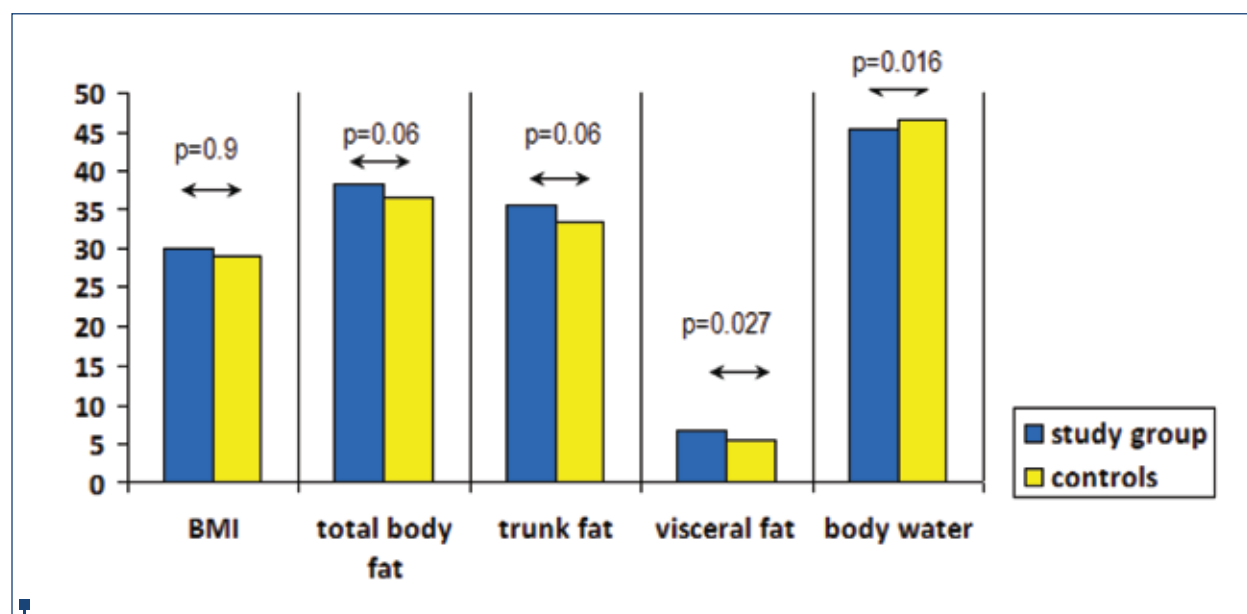 p=0.016
p=0.9
p=0.06
p=0.06
p=0.027
50
45
40
35
30
25
20
15
10
5
0
BMI
total body
fat
trunk fat
visceral fat
body water
study group
controls